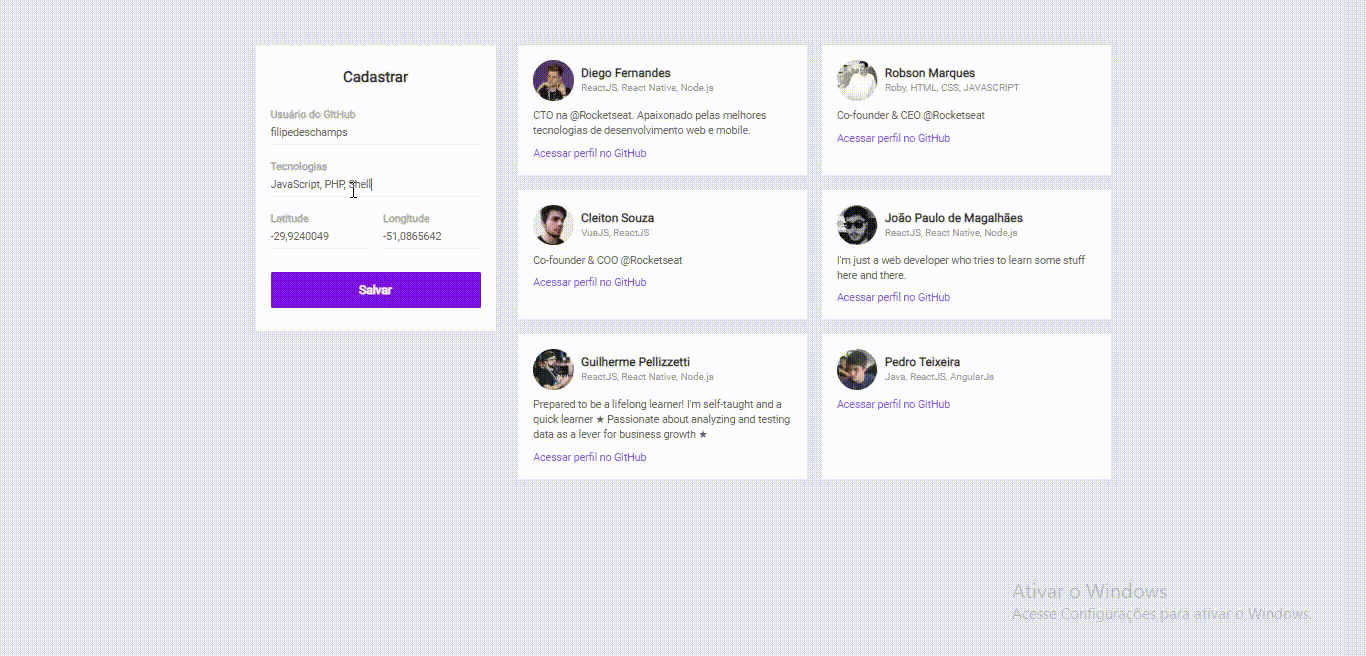 Cadastrar
Usuário do GitHub
filipedeschamps
Tecnologias
JavaScript, PHP, Shell
Latitude
Longitude
-29,9240049
-51,0865642
Salvar
Diego Fernandes
ReactJS, React Native, Node.js
CTO na @Rocketseat. Apaixonado pelas melhores
tecnologias de desenvolvimento web e mobile.
Acessar perfil no GitHub
Robson Marques
Roby, HTML, CSS, JAVASCRIPT
Co-founder & CEO @Rocketseat
Acessar perfil no GitHub
Cleiton Souza
VueJS, ReactJS
Co-founder & COO @Rocketseat
Acessar perfil no GitHub
João Paulo de Magalhães
ReactJS, React Native, Node.js
I'm just a web developer who tries to learn some stuff
here and there.
Acessar perfil no GitHub
Guilherme Pellizzetti
ReactJS, React Native, Node.js
Prepared to be a lifelong learner! I'm self-taught and a
quick learner ★ Passionate about analyzing and testing
data as a lever for business growth ★
Acessar perfil no GitHub
Pedro Teixeira
Java, ReactJS, AngularJs
Acessar perfil no GitHub
Ativar o Windows
Acesse Configurações para ativar o Windows.